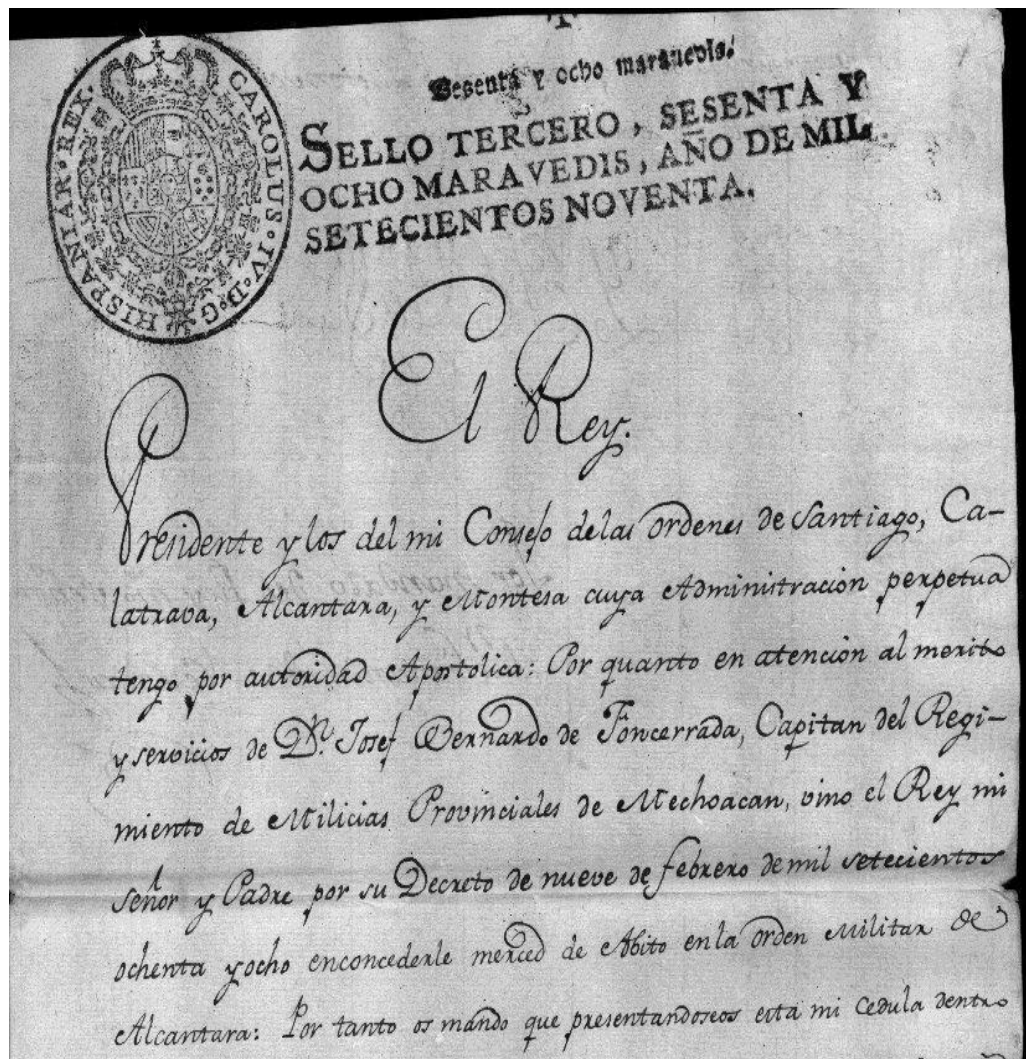 Sesenta y ocho maravedis.
SELLO TERCERO, SESENTA Y
OCHO MARAVEDIS, AÑO DE MIL
SETECIENTOS NOVENTA.
CAROLUS·IV·D·G·HISPANIAR·REX·
El Rey.
Presidente y los del mi Consejo de las ordenes de Santiago, Ca-
latrava, Alcantara, y Montesa cuya Administracion perpetua
tengo por autoridad Apostolica: Por quanto en atencion al merito
y servicios de Dn. Josef Bernardo de Foncerrada, Capitan del Regi-
miento de Milicias Provinciales de Mechoacan, vino el Rey mi
señor y Padre por su Decreto de nueve de febrero de mil setecientos
ochenta y ocho en concederle merced de Abito en la orden Militar de
Alcantara: Por tanto os mando que presentandoseos esta mi Cedula dentro